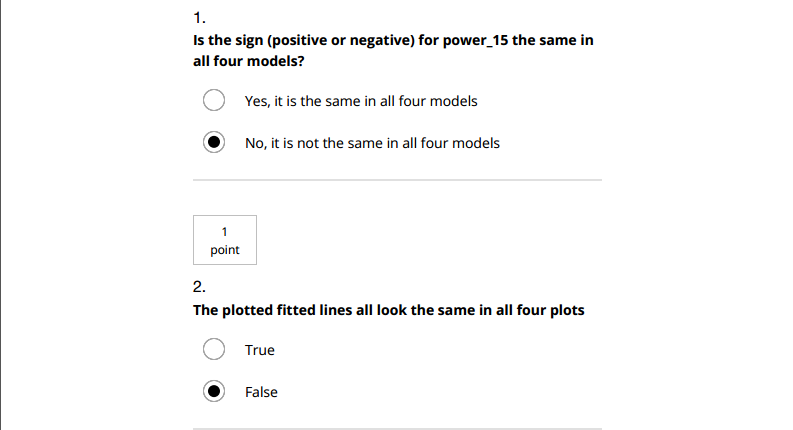 1.
Is the sign (positive or negative) for power_15 the same in
all four models?
Yes, it is the same in all four models
No, it is not the same in all four models
1
point
2.
The plotted fitted lines all look the same in all four plots
True
False